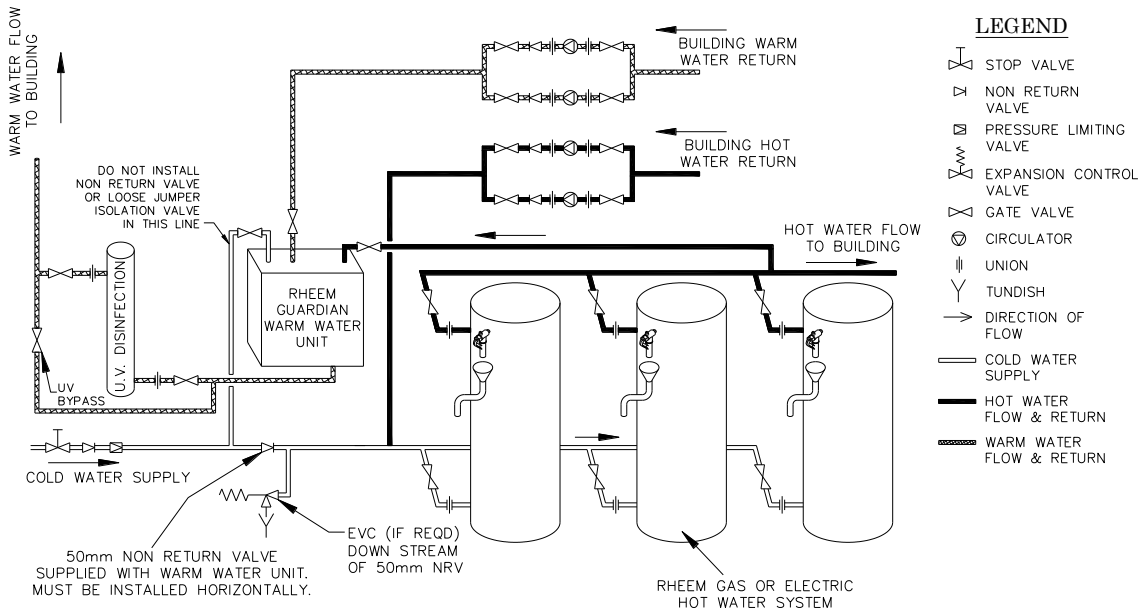 WARM WATER FLOW
TO BUILDING
BUILDING WARM
WATER RETURN
BUILDING HOT
WATER RETURN
DO NOT INSTALL
NON RETURN VALVE
OR LOOSE JUMPER
ISOLATION VALVE
IN THIS LINE
HOT WATER FLOW
TO BUILDING
U.V. DISINFECTION
RHEEM
GUARDIAN
WARM WATER
UNIT
UV
BYPASS
COLD WATER SUPPLY
50mm NON RETURN VALVE
SUPPLIED WITH WARM WATER UNIT.
MUST BE INSTALLED HORIZONTALLY.
EVC (IF REQD)
DOWN STREAM
OF 50mm NRV
RHEEM GAS OR ELECTRIC
HOT WATER SYSTEM
LEGEND
STOP VALVE
NON RETURN
VALVE
PRESSURE LIMITING
VALVE
EXPANSION CONTROL
VALVE
GATE VALVE
CIRCULATOR
UNION
TUNDISH
DIRECTION OF
FLOW
COLD WATER
SUPPLY
HOT WATER
FLOW & RETURN
WARM WATER
FLOW & RETURN